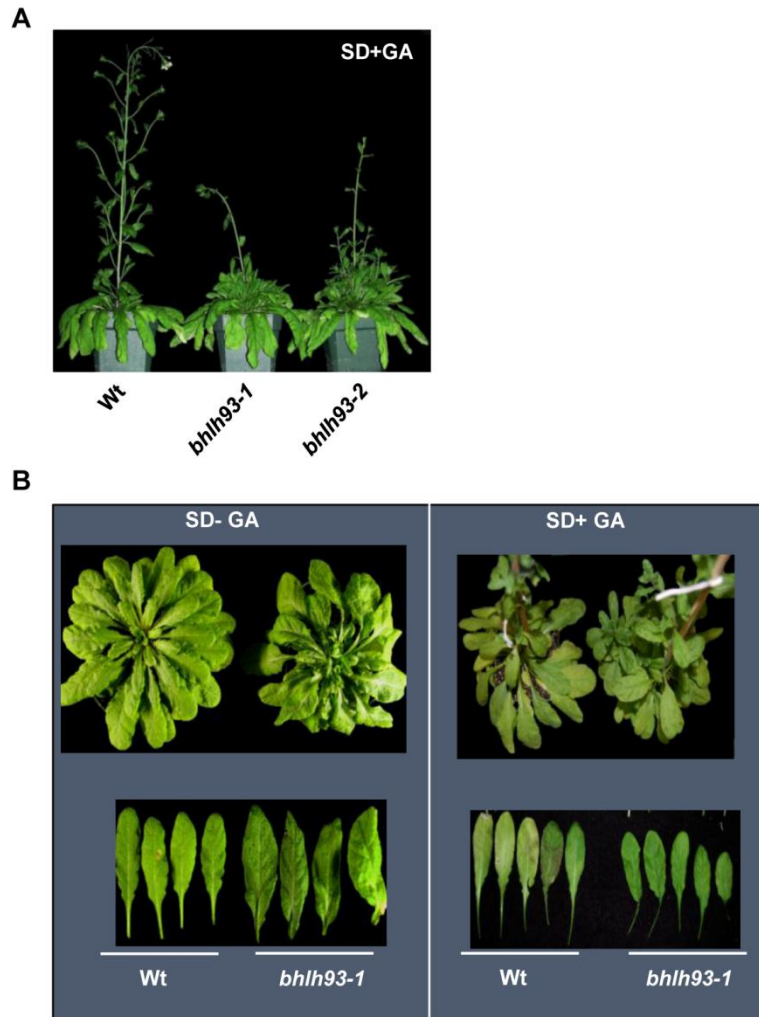 A
SD+GA
Wt
bhlh93-1
bhlh93-2
B
SD- GA
SD+ GA
Wt
bhlh93-1
Wt
bhlh93-1